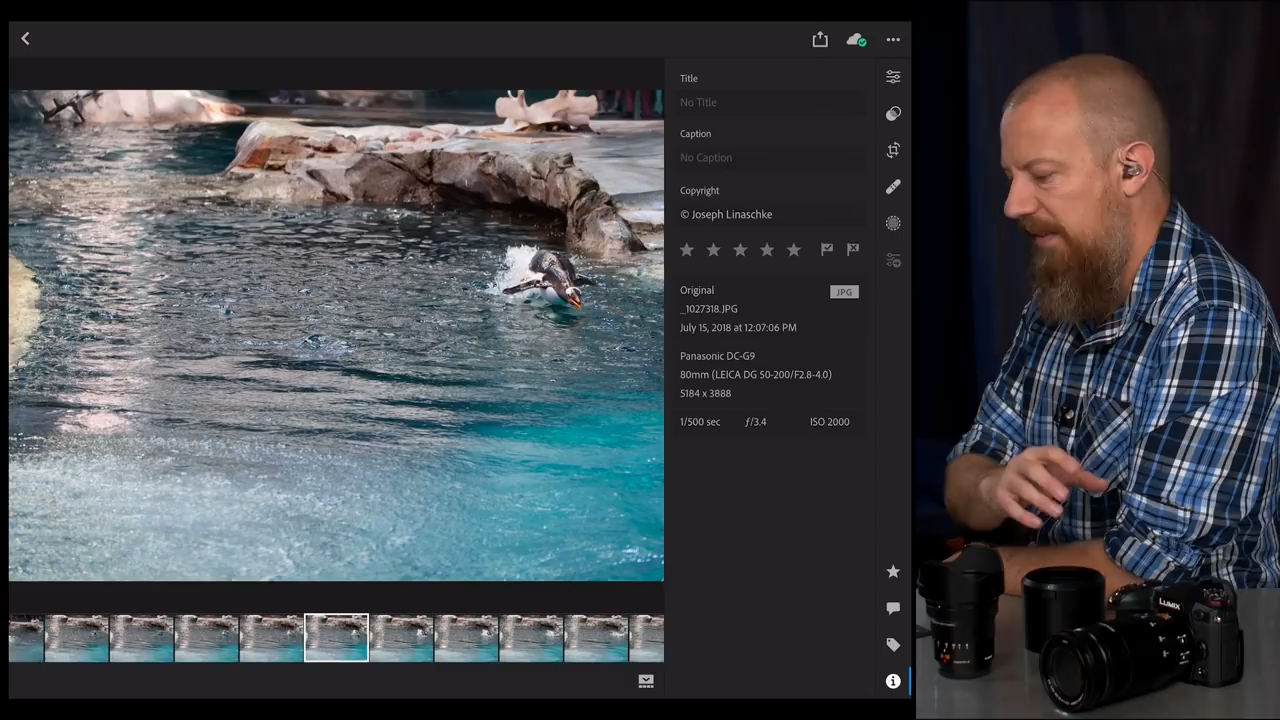 Title
No Title
Caption
No Caption
Copyright
© Joseph Linaschke
Original
JPG
_1027318.JPG
July 15, 2018 at 12:07:06 PM
Panasonic DC-G9
80mm (LEICA DG 50-200/F2.8-4.0)
5184 x 3888
1/500 sec
ƒ/3.4
ISO 2000
LUMIX